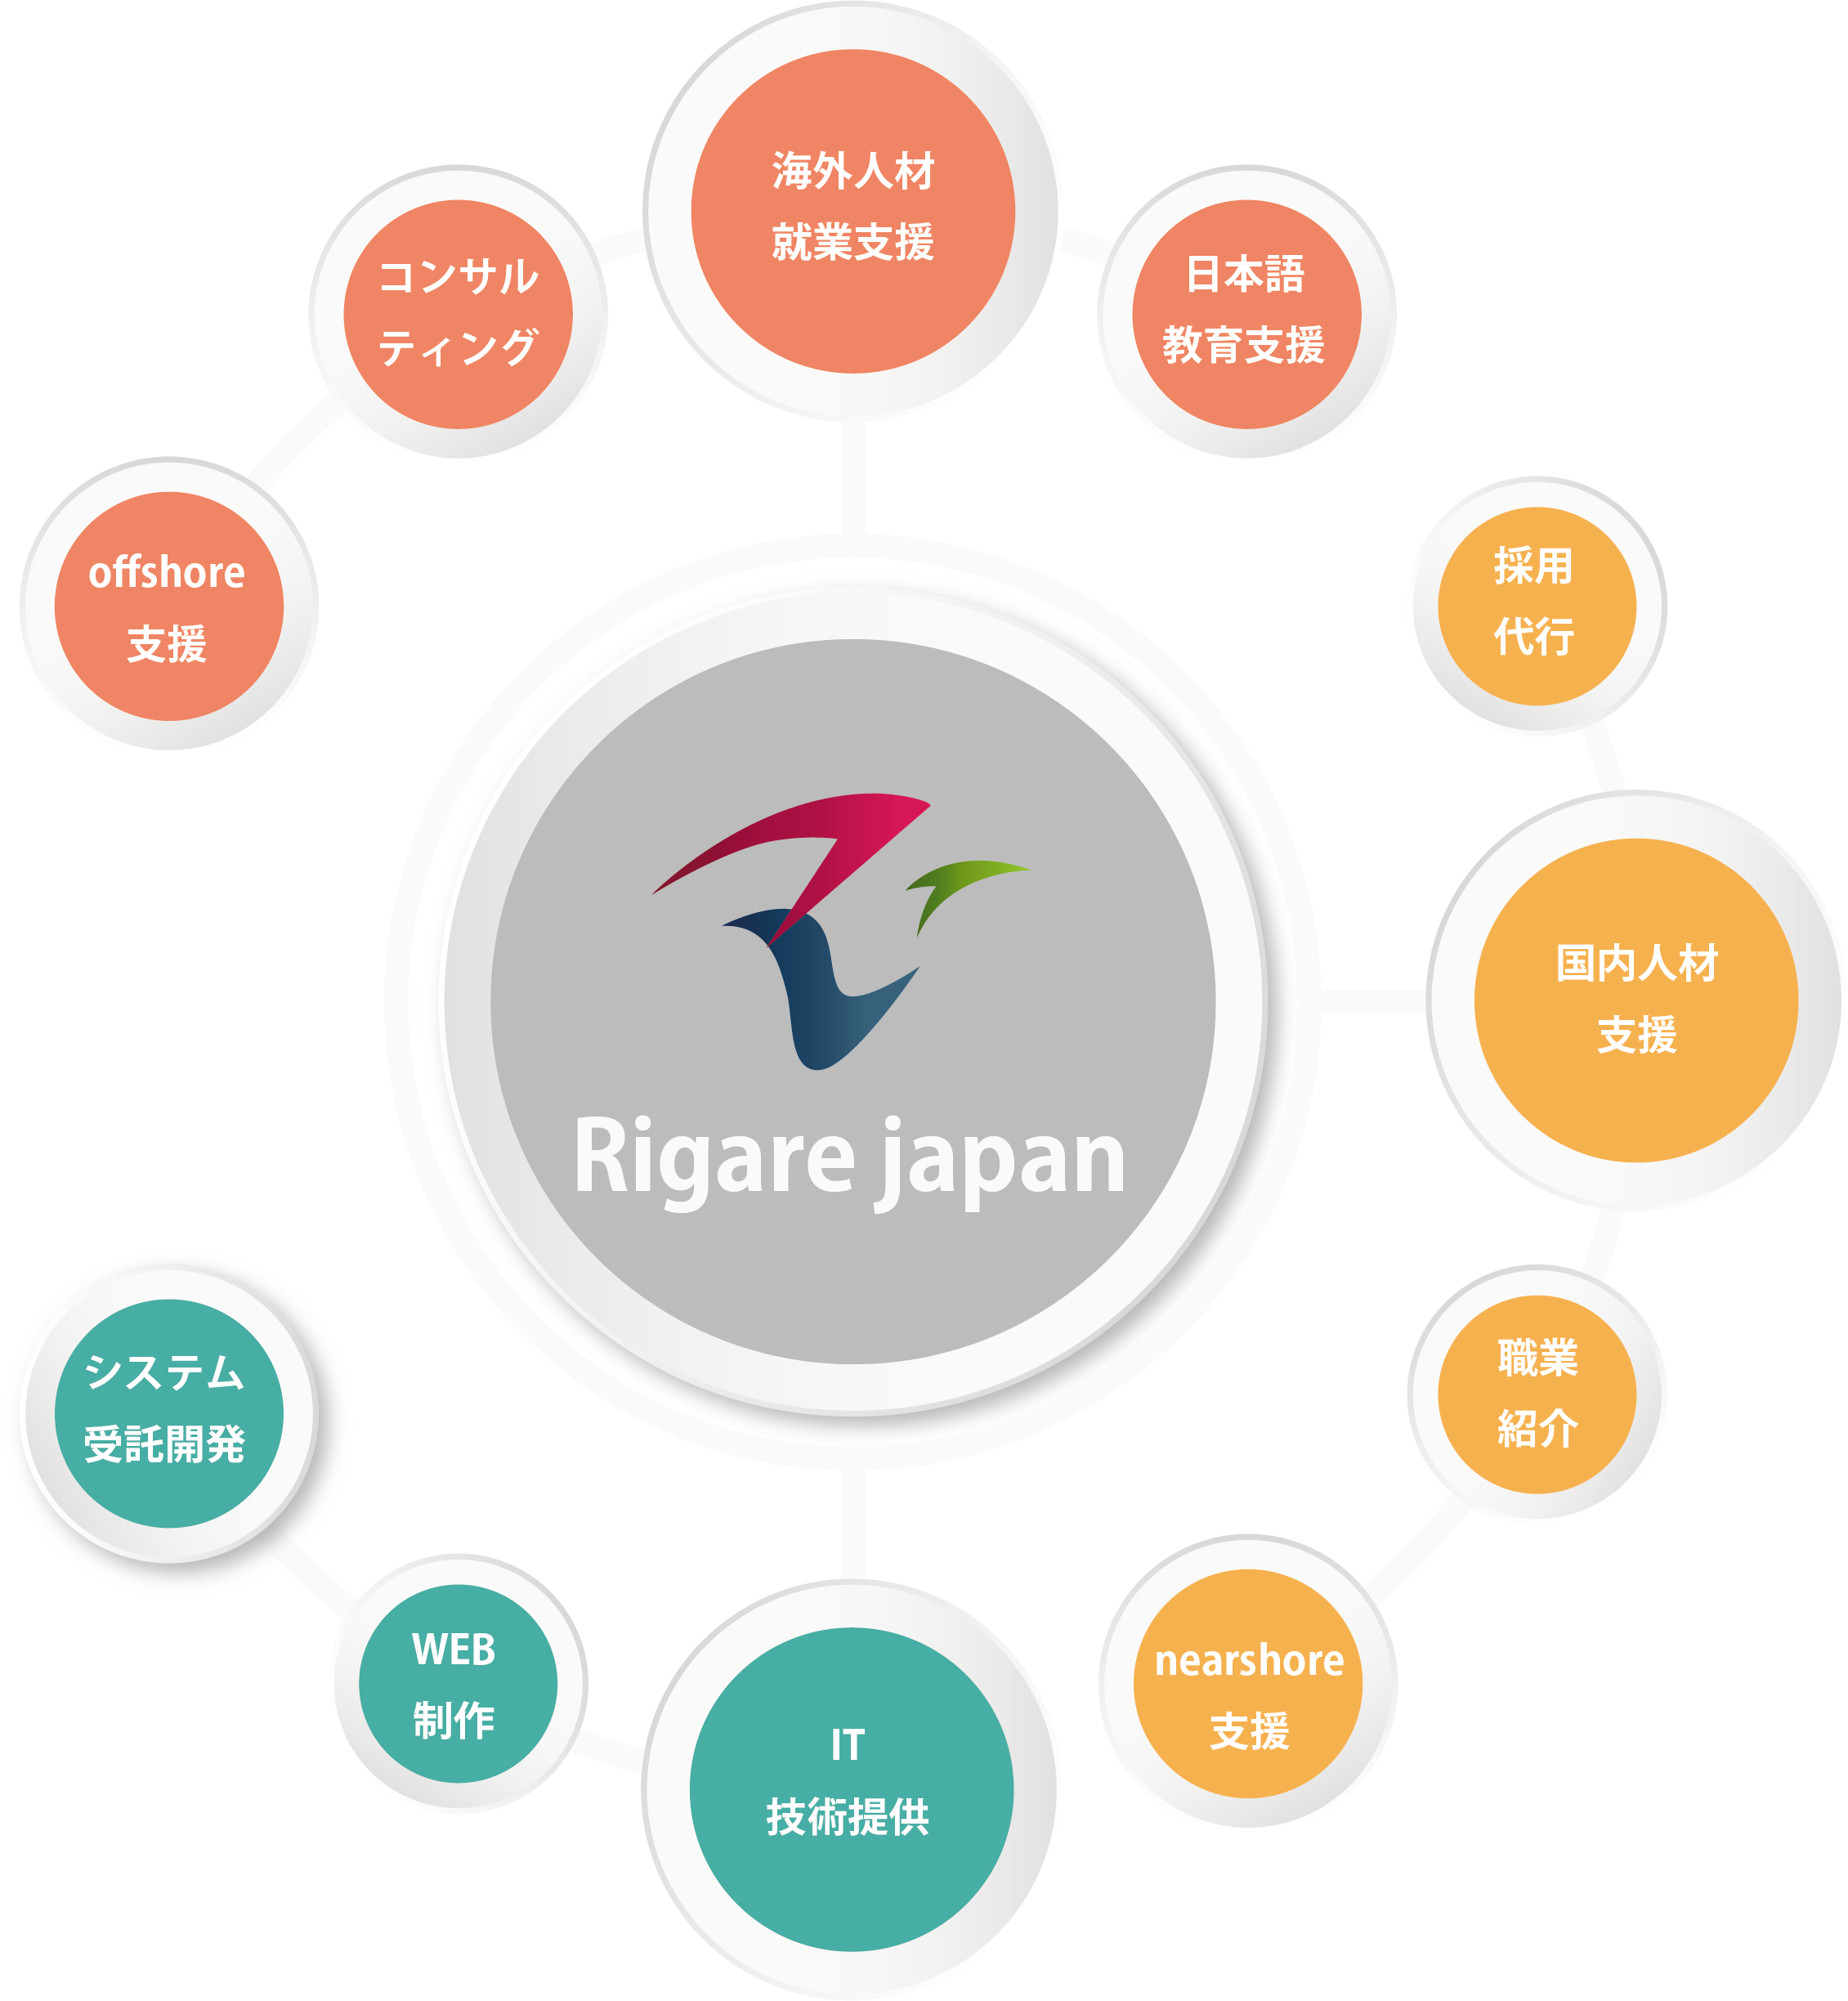 海外人材
就業支援
コンサル
ティング
日本語
教育支援
offshore
支援
採用
代行
国内人材
支援
Rigare japan
システム
受託開発
職業
紹介
WEB
制作
nearshore
支援
IT
技術提供